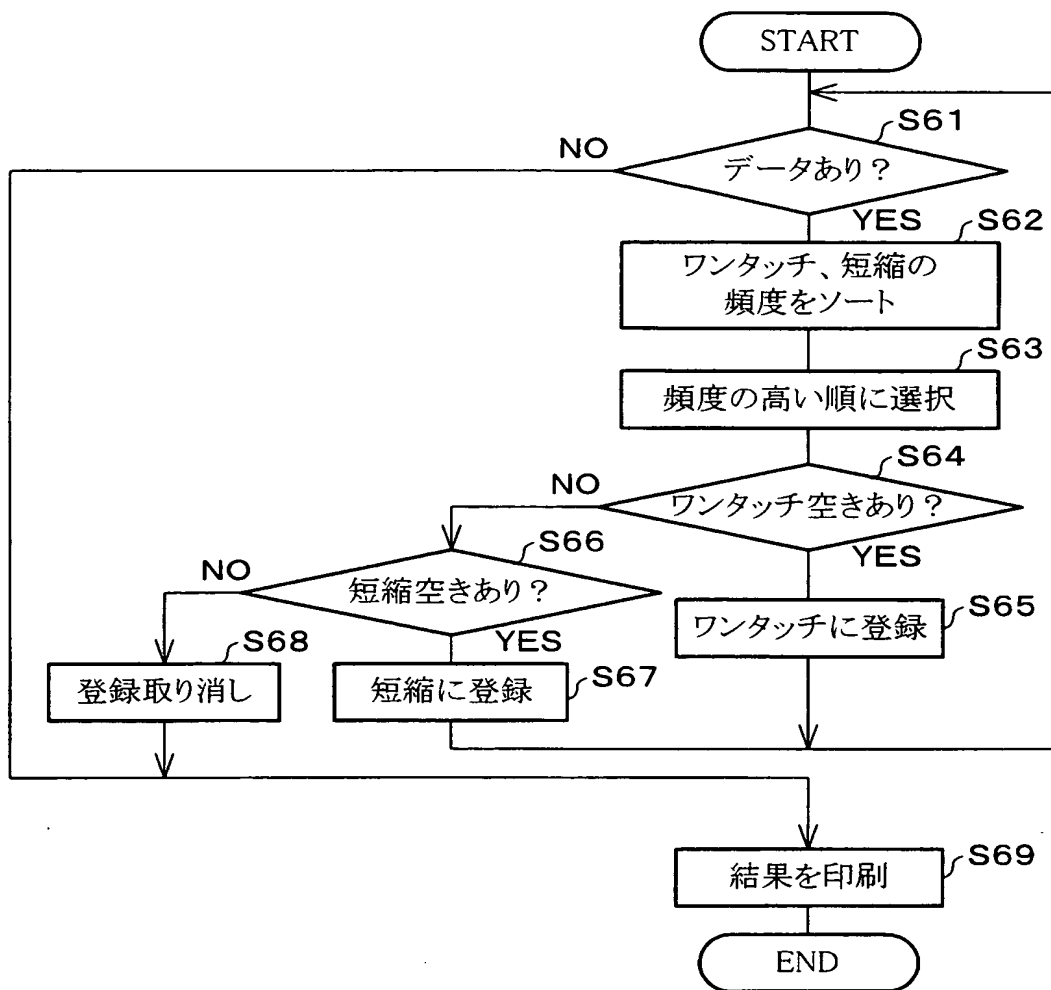 START
S61
NO
データあり?
YES
S62
ワンタッチ、短縮の
頻度をソート
S63
頻度の高い順に選択
S64
NO
ワンタッチ空きあり?
YES
S66
NO
短縮空きあり?
YES
S65
ワンタッチに登録
S68
登録取り消し
S67
短縮に登録
S69
結果を印刷
END